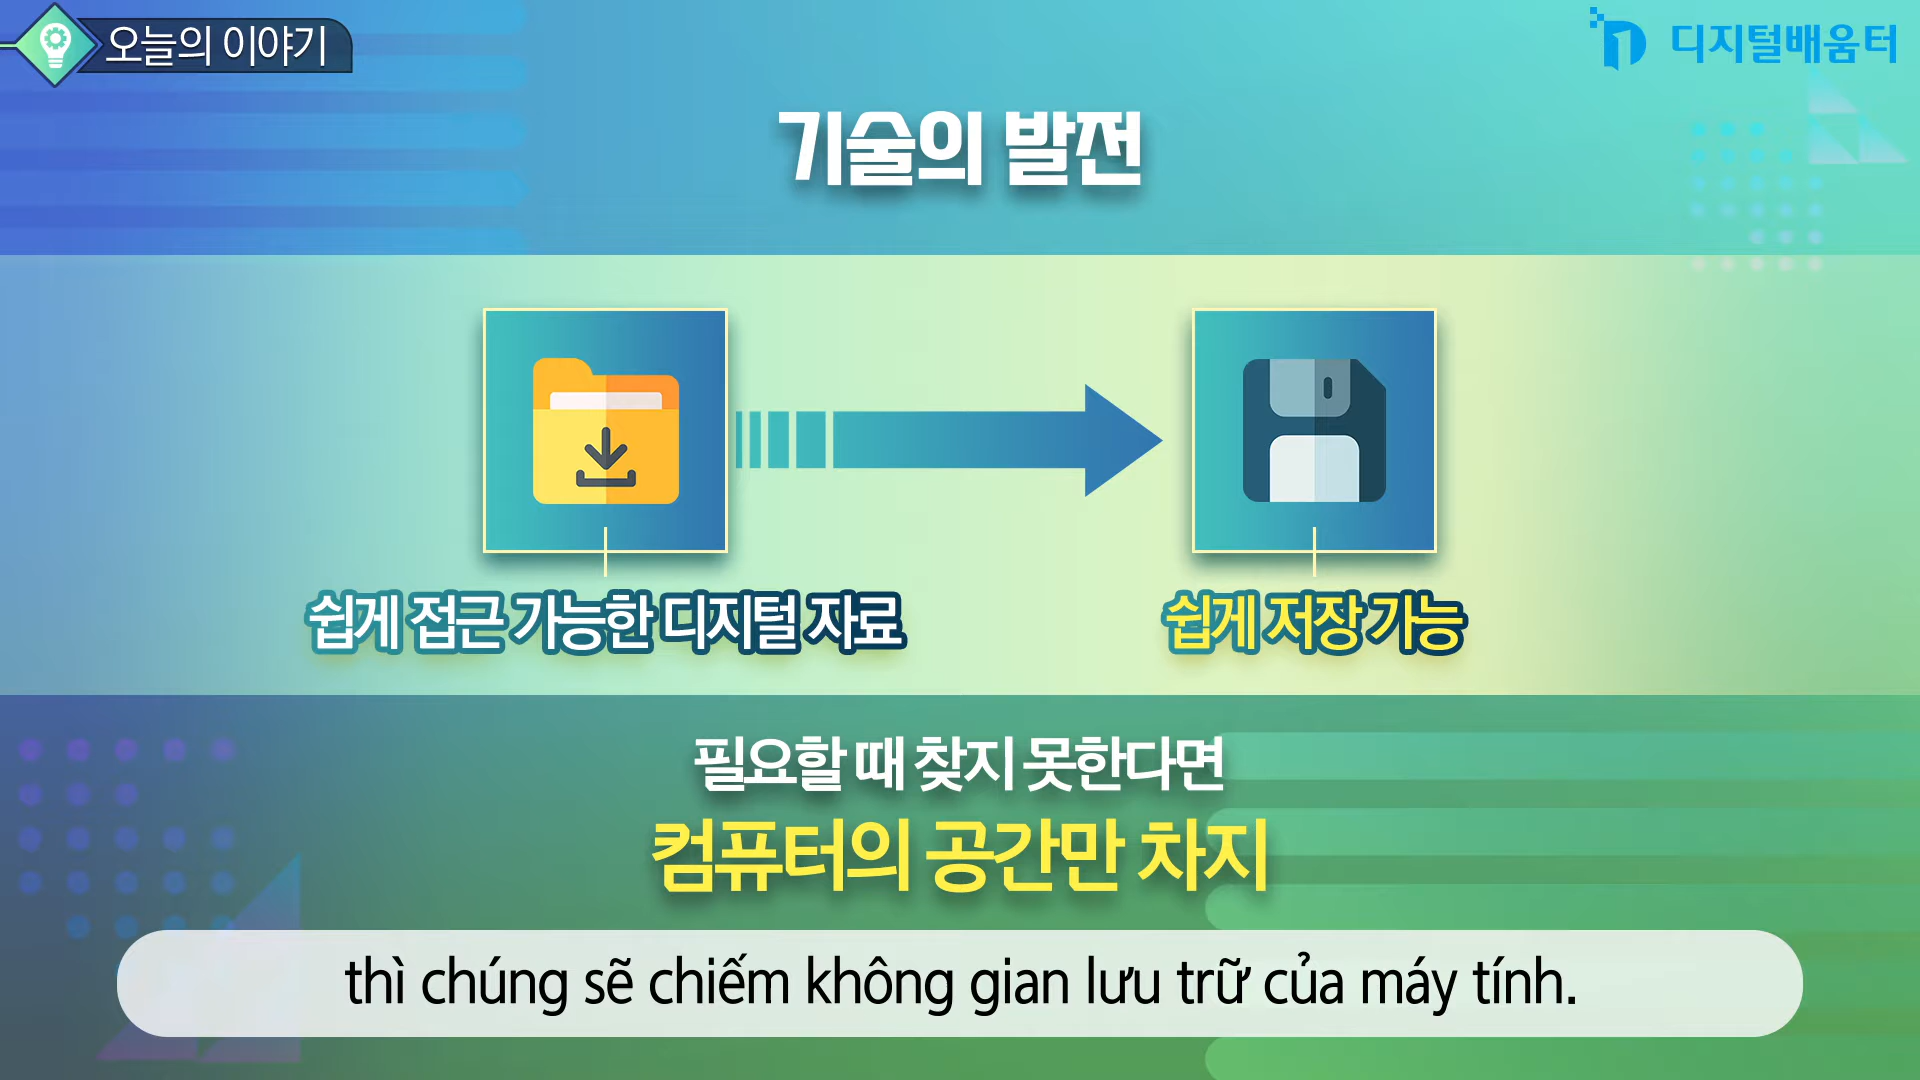 오늘의 이야기
디지털배움터
기술의 발전
쉽게 접근 가능한 디지털 자료
쉽게 저장 가능
필요할 때 찾지 못한다면
컴퓨터의 공간만 차지
thì chúng sẽ chiếm không gian lưu trữ của máy tính.